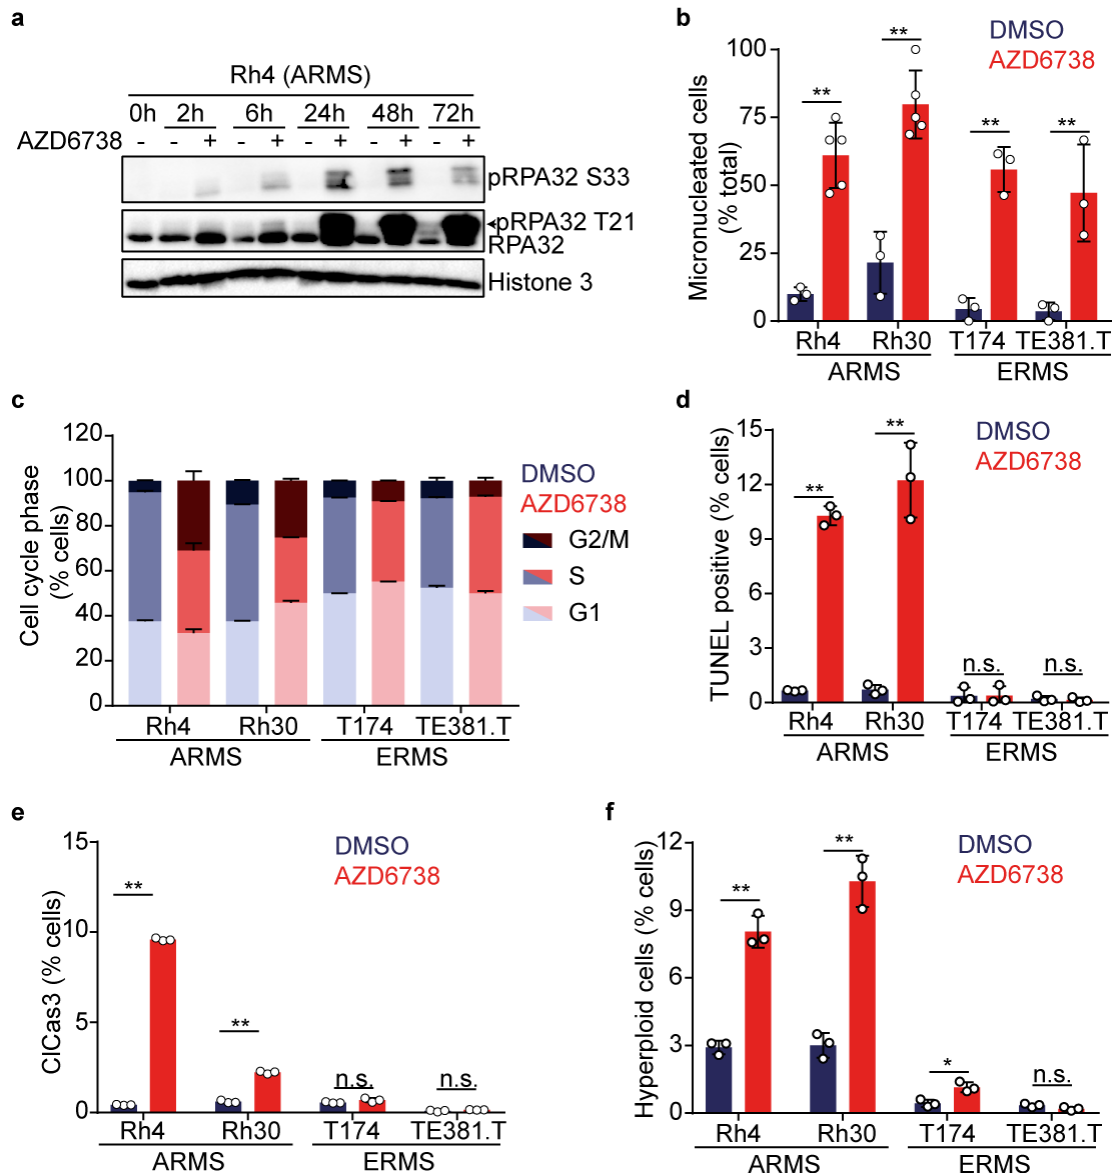 a
Rh4 (ARMS)
0h 2h 6h 24h 48h 72h
AZD6738 - - + - + - + - + - +
pRPA32 S33
pRPA32 T21
RPA32
Histone 3
b
DMSO
AZD6738
Micronucleated cells
(% total)
100
75
50
25
0
** ** ** **
Rh4 Rh30 T174 TE381.T
ARMS ERMS
c
Cell cycle phase
(% cells)
120
100
80
60
40
20
0
DMSO
AZD6738
G2/M
S
G1
Rh4 Rh30 T174 TE381.T
ARMS ERMS
d
DMSO
AZD6738
TUNEL positive (% cells)
15
12
9
6
3
0
** ** n.s. n.s.
Rh4 Rh30 T174 TE381.T
ARMS ERMS
e
DMSO
AZD6738
ClCas3 (% cells)
15
10
5
0
** ** n.s. n.s.
Rh4 Rh30 T174 TE381.T
ARMS ERMS
f
DMSO
AZD6738
Hyperploid cells (% cells)
12
9
6
3
0
** ** * n.s.
Rh4 Rh30 T174 TE381.T
ARMS ERMS